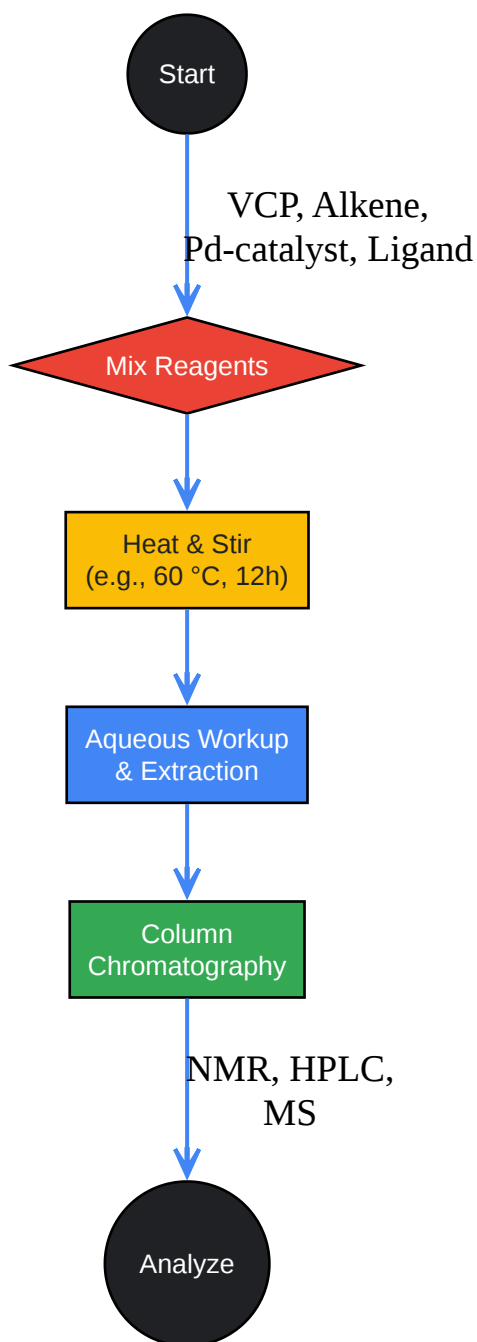 Start
VCP, Alkene,
Pd-catalyst, Ligand
Mix Reagents
Heat & Stir
(e.g., 60 °C, 12h)
Aqueous Workup
& Extraction
Column
Chromatography
NMR, HPLC,
MS
Analyze